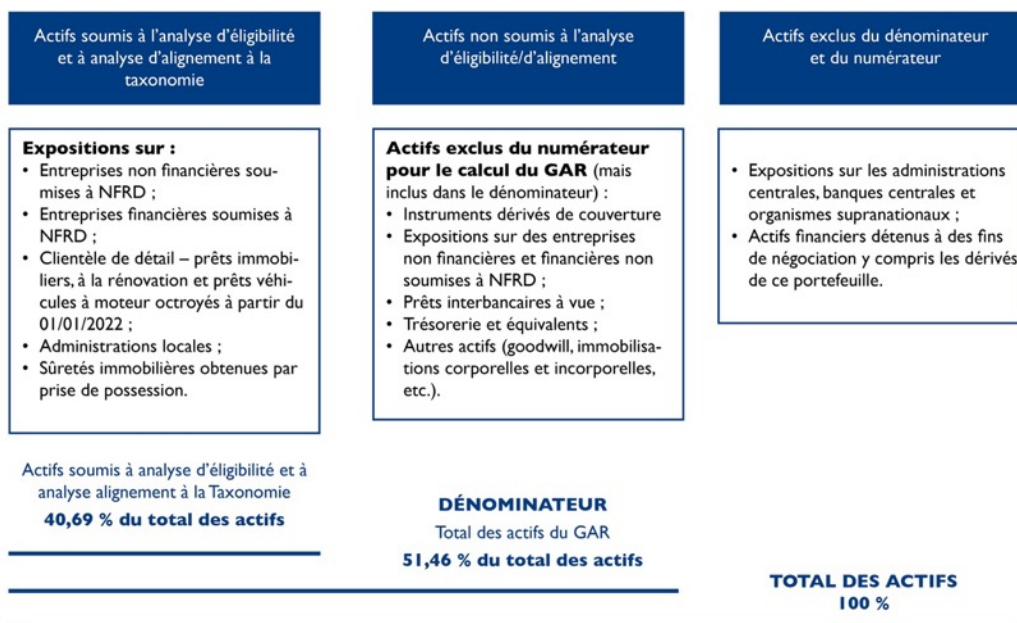 Actifs soumis à l'analyse d'éligibilité
et à analyse d'alignement à la
taxonomie
Expositions sur :
• Entreprises non financières sou-
mises à NFRD ;
• Entreprises financières soumises à
NFRD ;
• Clientèle de détail – prêts immobi-
liers, à la rénovation et prêts véhi-
cules à moteur octroyés à partir du
01/01/2022 ;
• Administrations locales ;
• Sûretés immobilières obtenues par
prise de possession.
Actifs soumis à analyse d'éligibilité et à
analyse alignement à la Taxonomie
40,69 % du total des actifs
Actifs non soumis à l'analyse
d'éligibilité/d'alignement
Actifs exclus du numérateur
pour le calcul du GAR (mais
inclus dans le dénominateur) :
• Instruments dérivés de couverture
• Expositions sur des entreprises
non financières et financières non
soumises à NFRD ;
• Prêts interbancaires à vue ;
• Trésorerie et équivalents ;
• Autres actifs (goodwill, immobilisa-
tions corporelles et incorporelles,
etc.).
DÉNOMINATEUR
Total des actifs du GAR
51,46 % du total des actifs
Actifs exclus du dénominateur
et du numérateur
• Expositions sur les administrations
centrales, banques centrales et
organismes supranationaux ;
• Actifs financiers détenus à des fins
de négociation y compris les dérivés
de ce portefeuille.
TOTAL DES ACTIFS
100 %